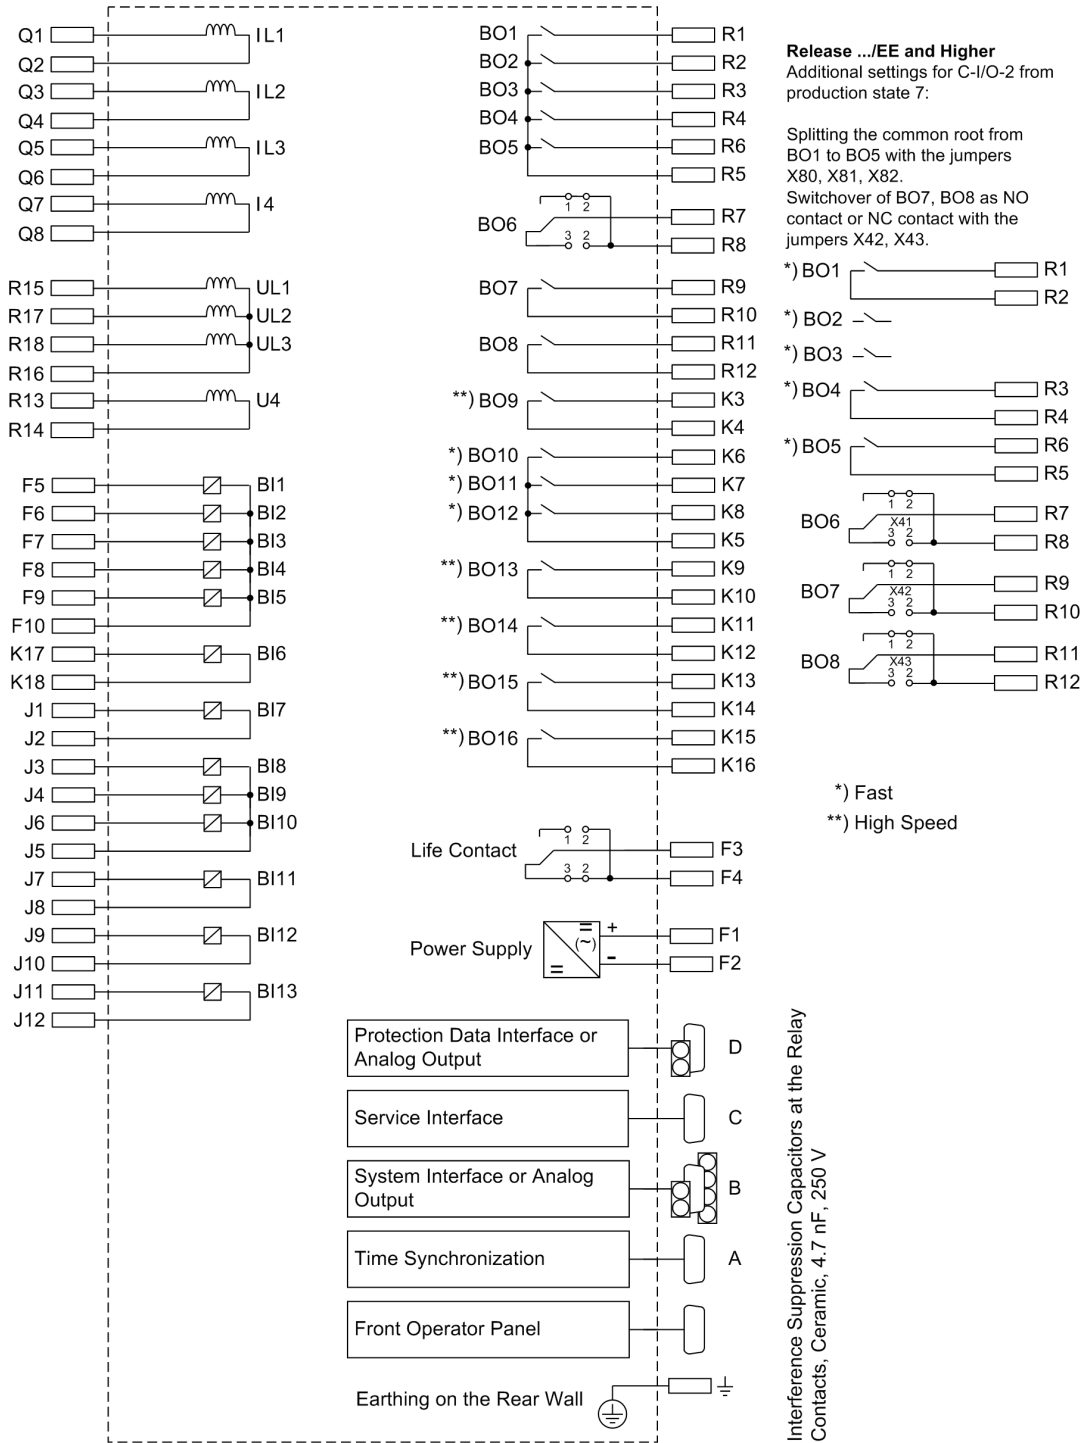 Q1 IL1
Q2
Q3 IL2
Q4
Q5 IL3
Q6
Q7 I4
Q8
R15 UL1
R17 UL2
R18 UL3
R16
R13 U4
R14
F5 BI1
F6 BI2
F7 BI3
F8 BI4
F9 BI5
F10
K17 BI6
K18
J1 BI7
J2
J3 BI8
J4 BI9
J6 BI10
J5
J7 BI11
J8
J9 BI12
J10
J11 BI13
J12
BO1 R1
BO2 R2
BO3 R3
BO4 R4
BO5 R6
R5
1 2
BO6 R7
3 2 R8
BO7 R9
R10
BO8 R11
R12
**) BO9 K3
K4
*) BO10 K6
*) BO11 K7
*) BO12 K8
K5
**) BO13 K9
K10
**) BO14 K11
K12
**) BO15 K13
K14
**) BO16 K15
K16
1 2
Life Contact F3
3 2 F4
= + F1
Power Supply (~)
= - F2
Protection Data Interface or
Analog Output
D
Service Interface C
System Interface or Analog
Output
B
Time Synchronization A
Front Operator Panel
Earthing on the Rear Wall
Release .../EE and Higher
Additional settings for C-I/O-2 from
production state 7:
Splitting the common root from
BO1 to BO5 with the jumpers
X80, X81, X82.
Switchover of BO7, BO8 as NO
contact or NC contact with the
jumpers X42, X43.
*) BO1 R1
R2
*) BO2
*) BO3
*) BO4 R3
R4
*) BO5 R6
R5
1 2
BO6 X41 R7
3 2 R8
1 2
BO7 X42 R9
3 2 R10
1 2
BO8 X43 R11
3 2 R12
*) Fast
**) High Speed
Interference Suppression Capacitors at the Relay
Contacts, Ceramic, 4.7 nF, 250 V